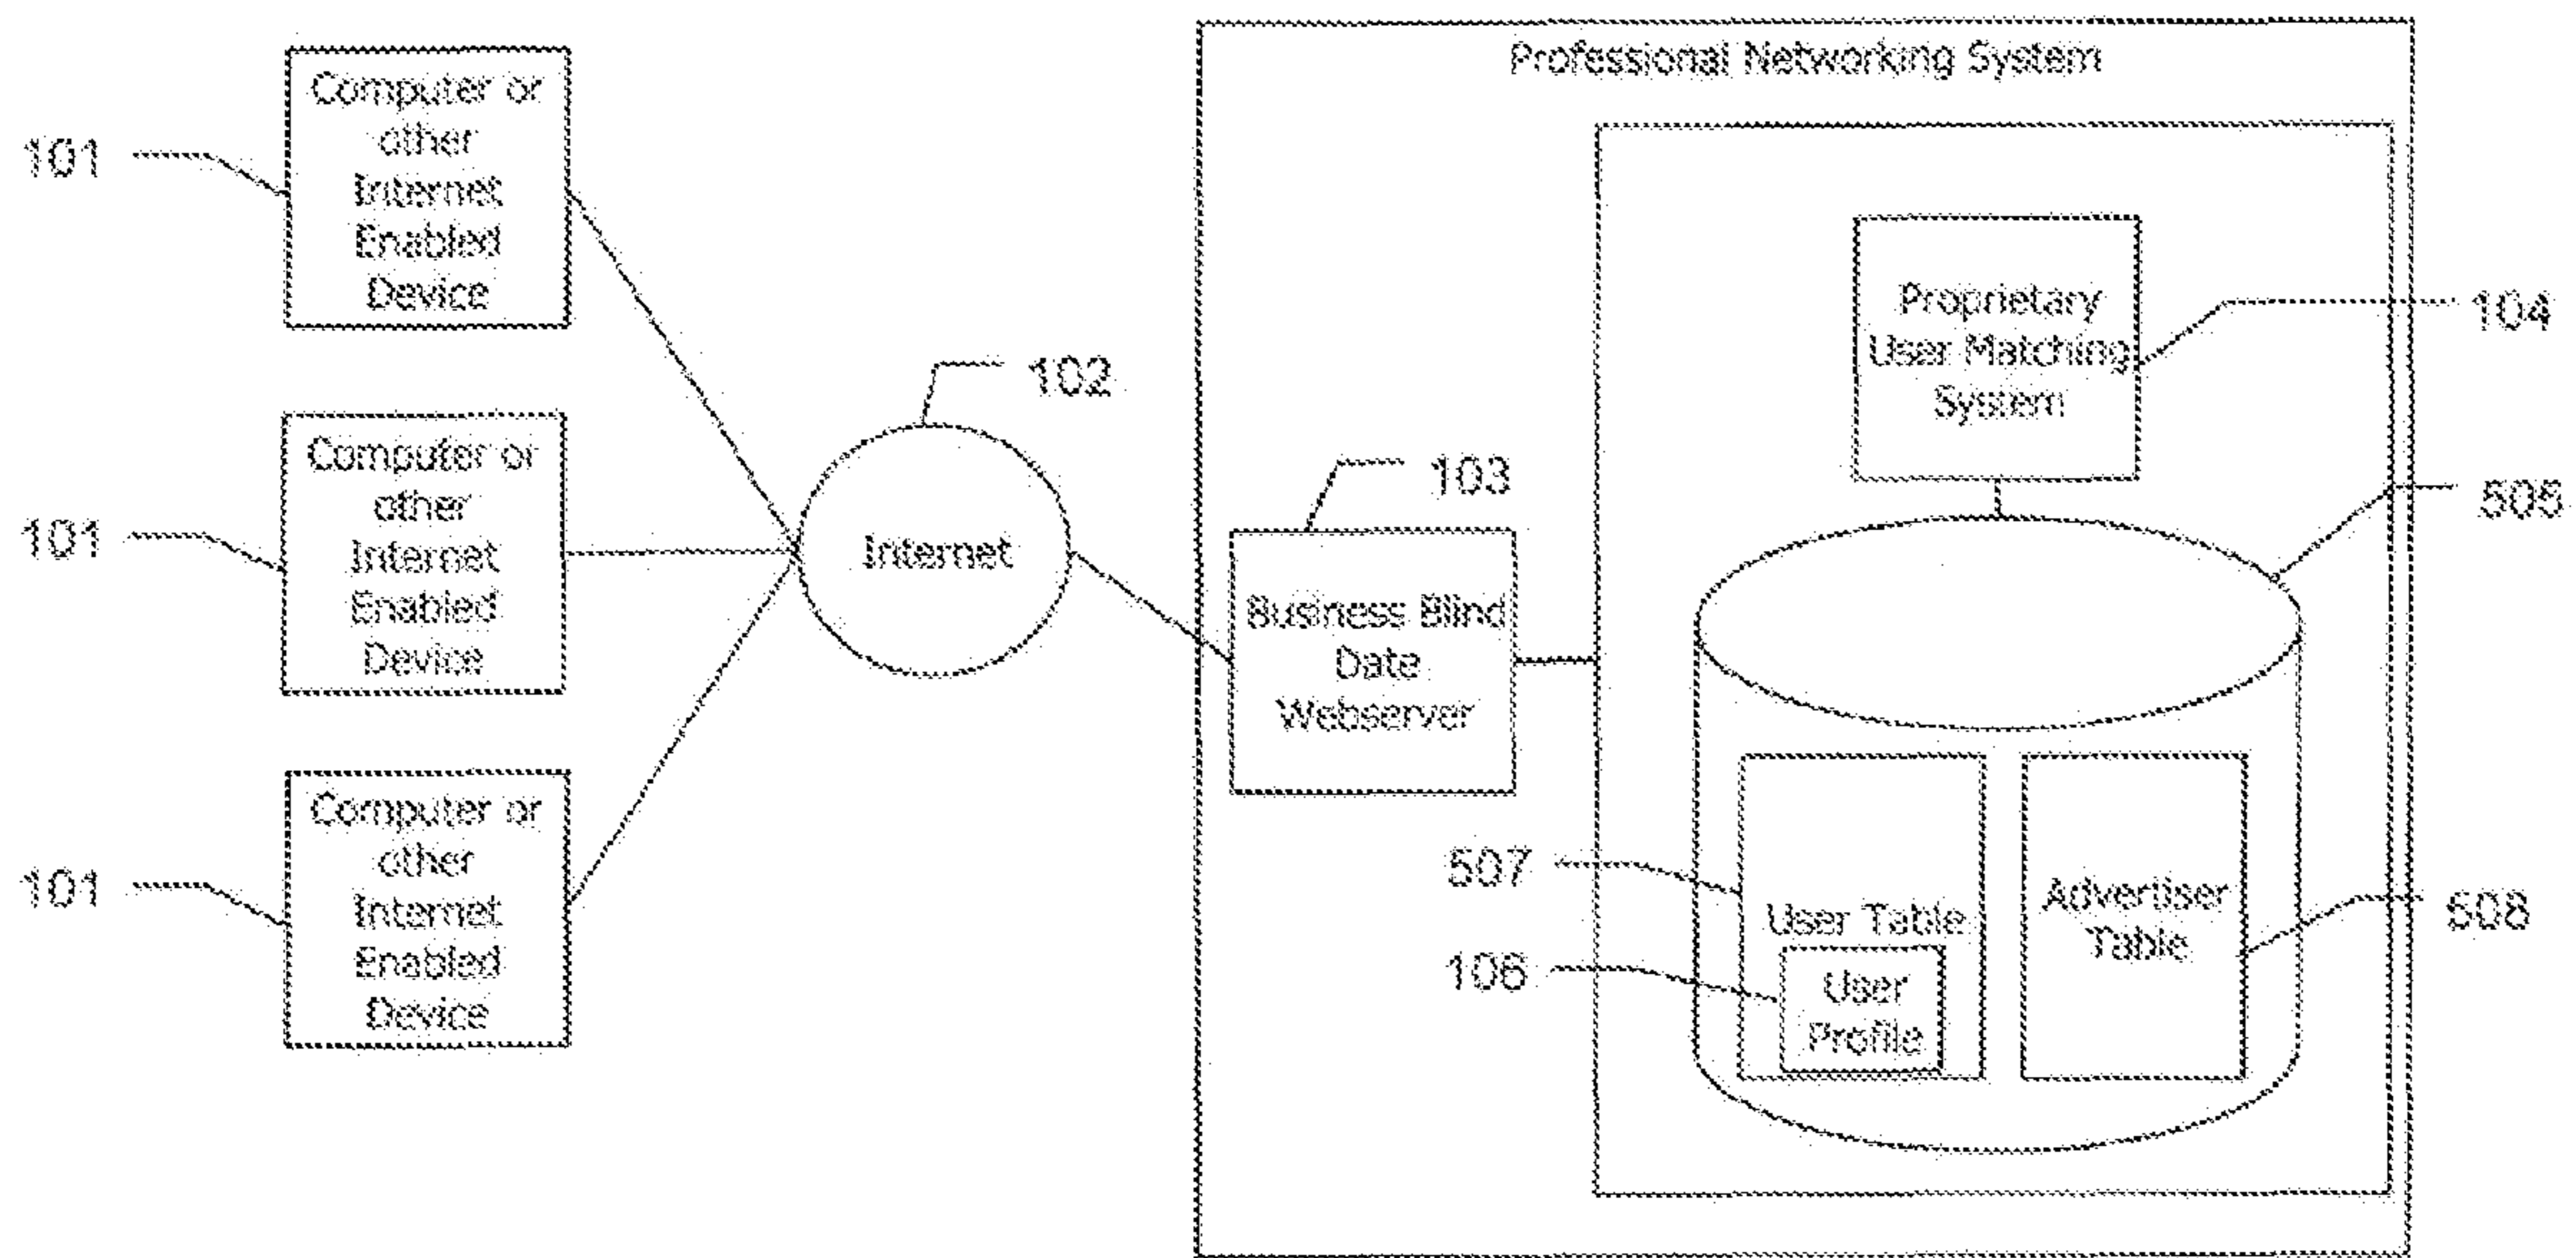 Professional Networking System
101
Computer or
other
Internet
Enabled
Device
101
Computer or
other
Internet
Enabled
Device
101
Computer or
other
Internet
Enabled
Device
102
Internet
103
Business Blind
Date
Webserver
Proprietary
User Matching
System
104
505
507
User Table
106
User
Profile
Advertiser
Table
508